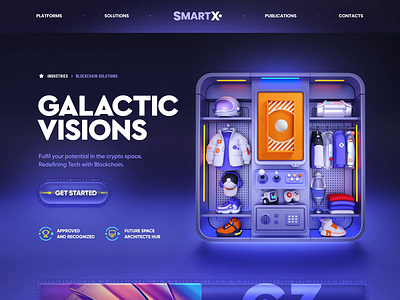 PLATFORMS
SOLUTIONS
SMARTX
PUBLICATIONS
CONTACTS
INDUSTRIES > BLOCKCHAIN SOLUTIONS
GALACTIC
VISIONS
Fulfil your potential in the crypto space.
Redefining Tech with Blockchain.
GET STARTED
APPROVED
AND RECOGNIZED
FUTURE SPACE
ARCHITECTS HUB